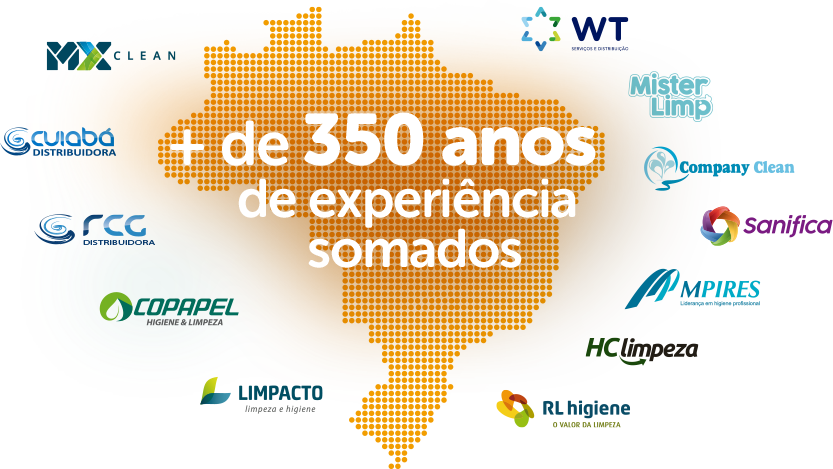 MX CLEAN
WT
SERVIÇOS E DISTRIBUIÇÃO
Mister
Limp
CUIABÁ
DISTRIBUIDORA
+ de 350 anos
de experiência
somados
Company Clean
RCG
DISTRIBUIDORA
Sanifica
COPAPEL
HIGIENE & LIMPEZA
MPIRES
Liderança em higiene profissional
HC limpeza
LIMPACTO
limpeza e higiene
RL higiene
O VALOR DA LIMPEZA